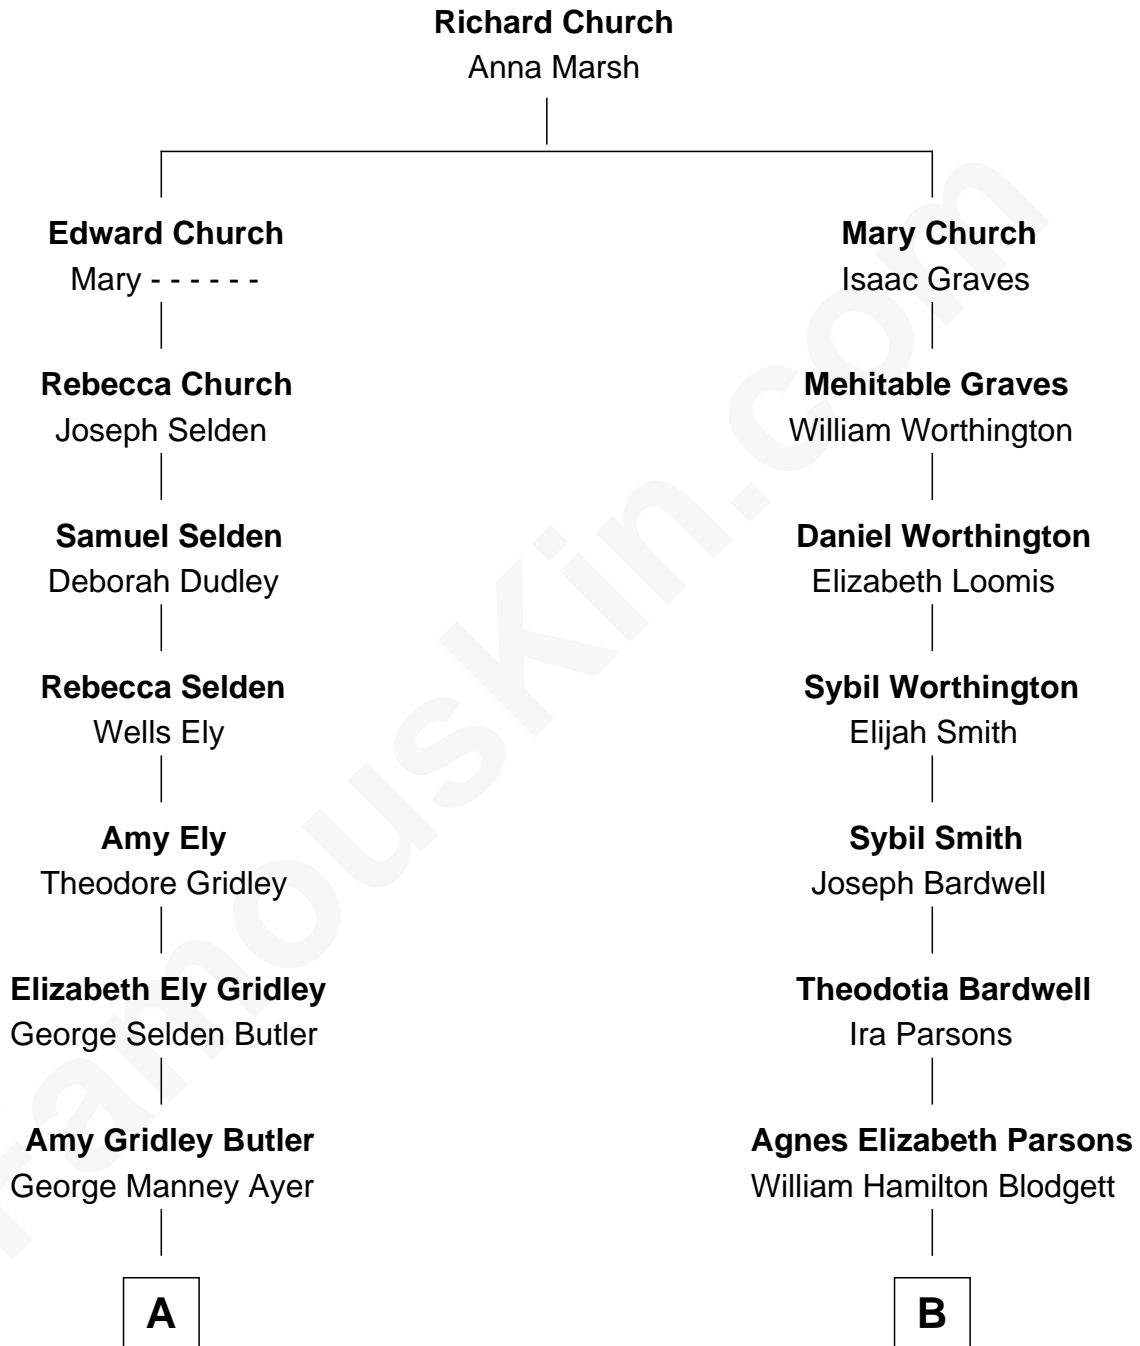 Richard Church
Anna Marsh
Edward Church
Mary - - - - - -
Rebecca Church
Joseph Selden
Samuel Selden
Deborah Dudley
Rebecca Selden
Wells Ely
Amy Ely
Theodore Gridley
Elizabeth Ely Gridley
George Selden Butler
Amy Gridley Butler
George Manney Ayer
A
Mary Church
Isaac Graves
Mehitable Graves
William Worthington
Daniel Worthington
Elizabeth Loomis
Sybil Worthington
Elijah Smith
Sybil Smith
Joseph Bardwell
Theodotia Bardwell
Ira Parsons
Agnes Elizabeth Parsons
William Hamilton Blodgett
B
FamousKin.com